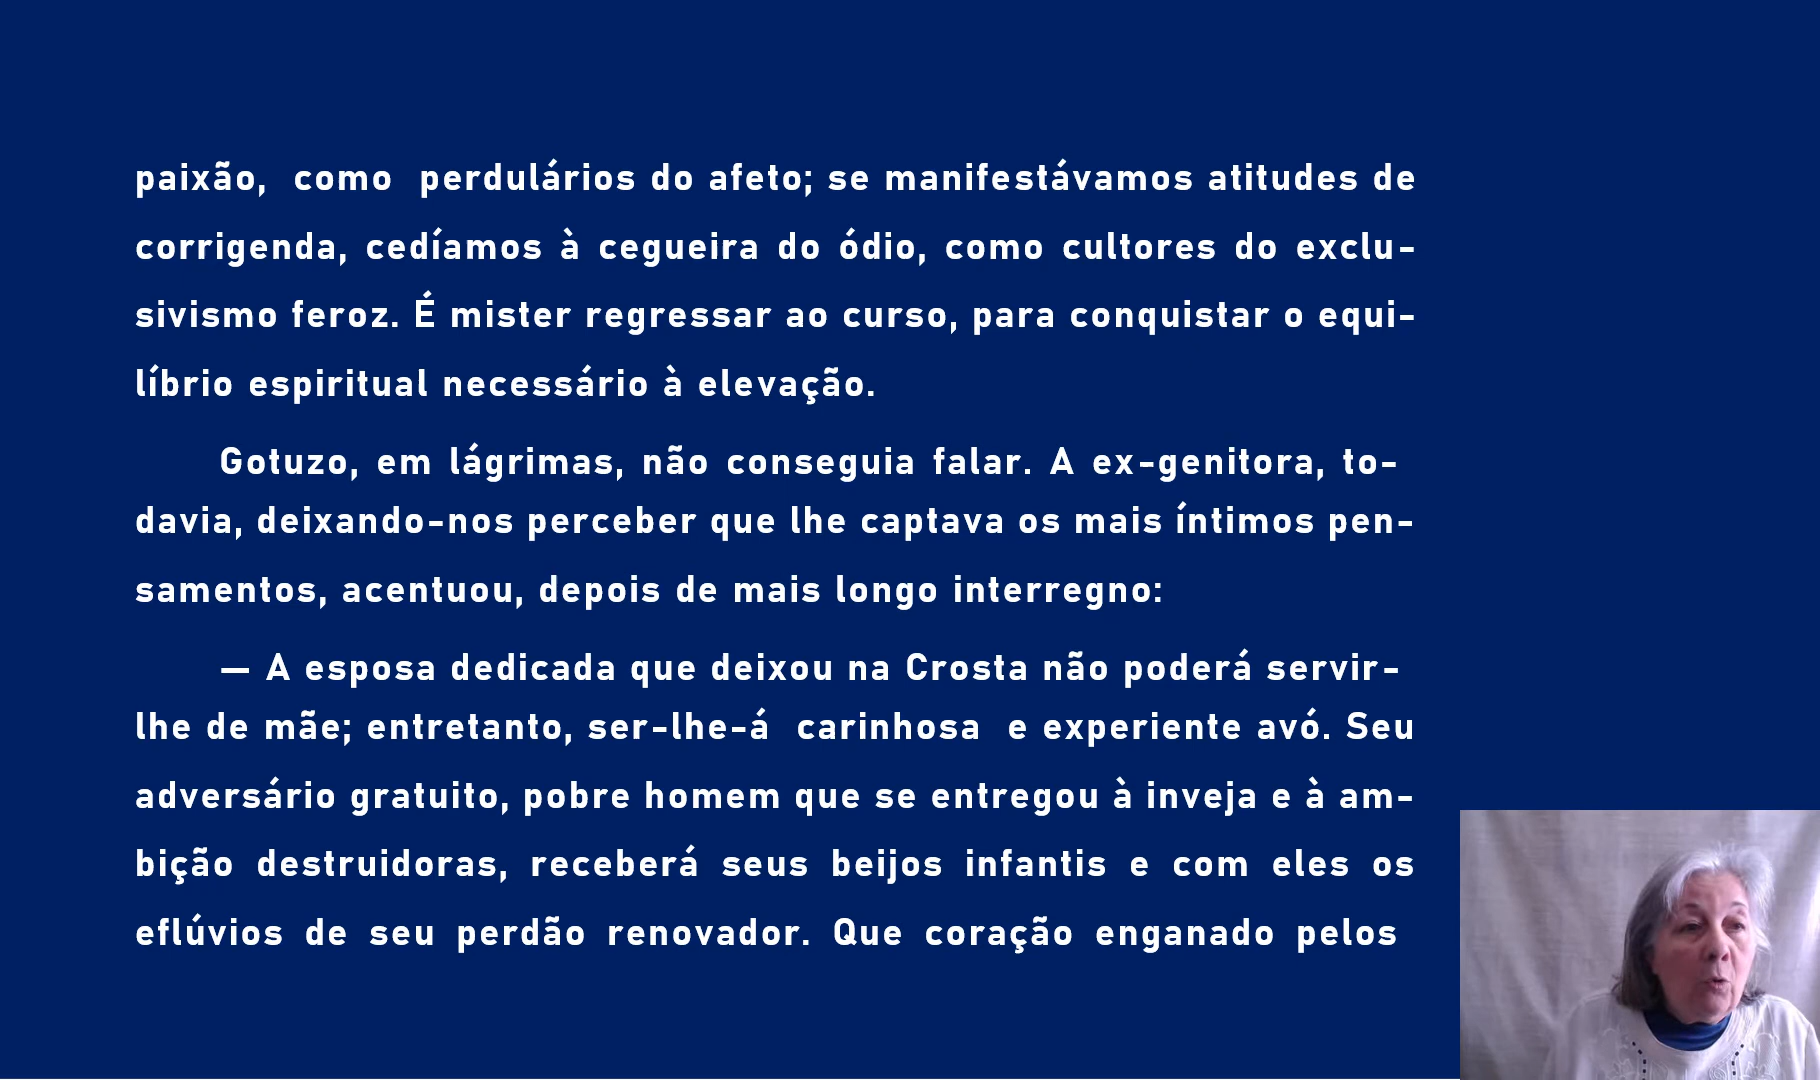 paixão, como perdulários do afeto; se manifestávamos atitudes de
corrigenda, cedíamos à cegueira do ódio, como cultores do exclu-
sivismo feroz. É mister regressar ao curso, para conquistar o equi-
líbrio espiritual necessário à elevação.
Gotuzo, em lágrimas, não conseguia falar. A ex-genitora, to-
davia, deixando-nos perceber que lhe captava os mais íntimos pen-
samentos, acentuou, depois de mais longo interregno:
— A esposa dedicada que deixou na Crosta não poderá servir-
lhe de mãe; entretanto, ser-lhe-á carinhosa e experiente avó. Seu
adversário gratuito, pobre homem que se entregou à inveja e à am-
bição destruidoras, receberá seus beijos infantis e com eles os
eflúvios de seu perdão renovador. Que coração enganado pelos